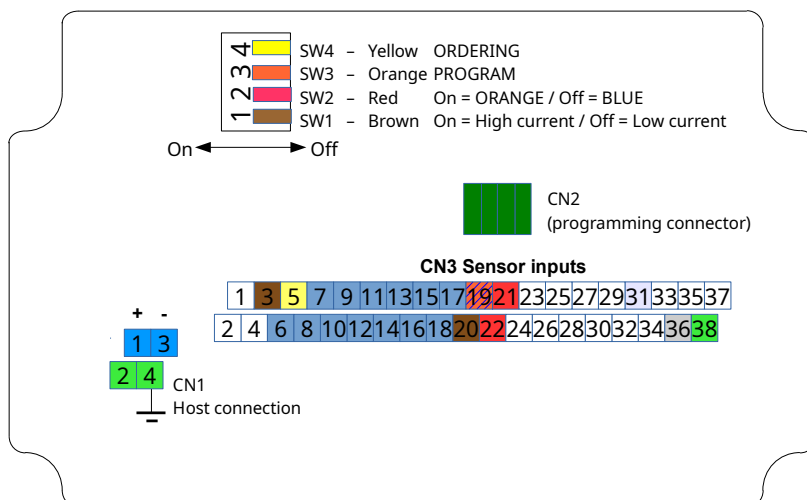 4 SW4 – Yellow ORDERING
3 SW3 – Orange PROGRAM
2 SW2 – Red On = ORANGE / Off = BLUE
1 SW1 – Brown On = High current / Off = Low current
On Off
CN2
(programming connector)
CN3 Sensor inputs
1 3 5 7 9 11 13 15 17 19 21 23 25 27 29 31 33 35 37
2 4 6 8 10 12 14 16 18 20 22 24 26 28 30 32 34 36 38
+ -
1 3
2 4
CN1
Host connection